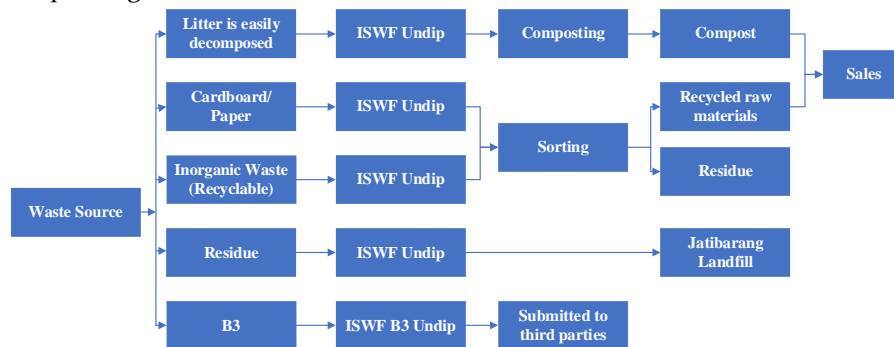 Litter is easily
decomposed
ISWF Undip
Composting
Compost
Sales
Cardboard/
Paper
ISWF Undip
Recycled raw
materials
Sorting
Inorganic Waste
(Recyclable)
ISWF Undip
Residue
Waste Source
Residue
ISWF Undip
Jatibarang
Landfill
B3
ISWF B3 Undip
Submitted to
third parties